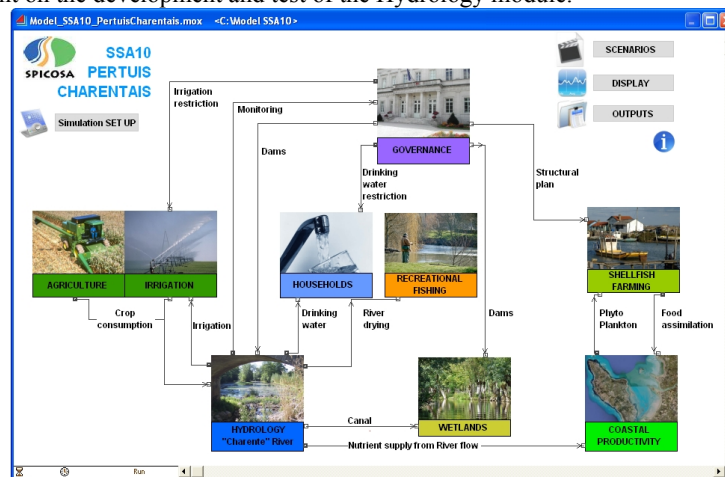 nt on the development and test of the Hydrology module.
Model_SSA10_PertuisCharentais.mox <C:\Model SSA10>
SPICOSA
SSA10
PERTUIS
CHARENTAIS
Simulation SET UP
SCENARIOS
DISPLAY
OUTPUTS
Irrigation
restriction
Monitoring
Dams
GOVERNANCE
Drinking
water
restriction
Structural
plan
AGRICULTURE
IRRIGATION
HOUSEHOLDS
RECREATIONAL
FISHING
SHELLFISH
FARMING
Crop
consumption
Irrigation
Drinking
water
River
drying
Dams
Phyto
Plankton
Food
assimilation
HYDROLOGY
"Charente" River
Canal
WETLANDS
Nutrient supply from River flow
COASTAL
PRODUCTIVITY
Run